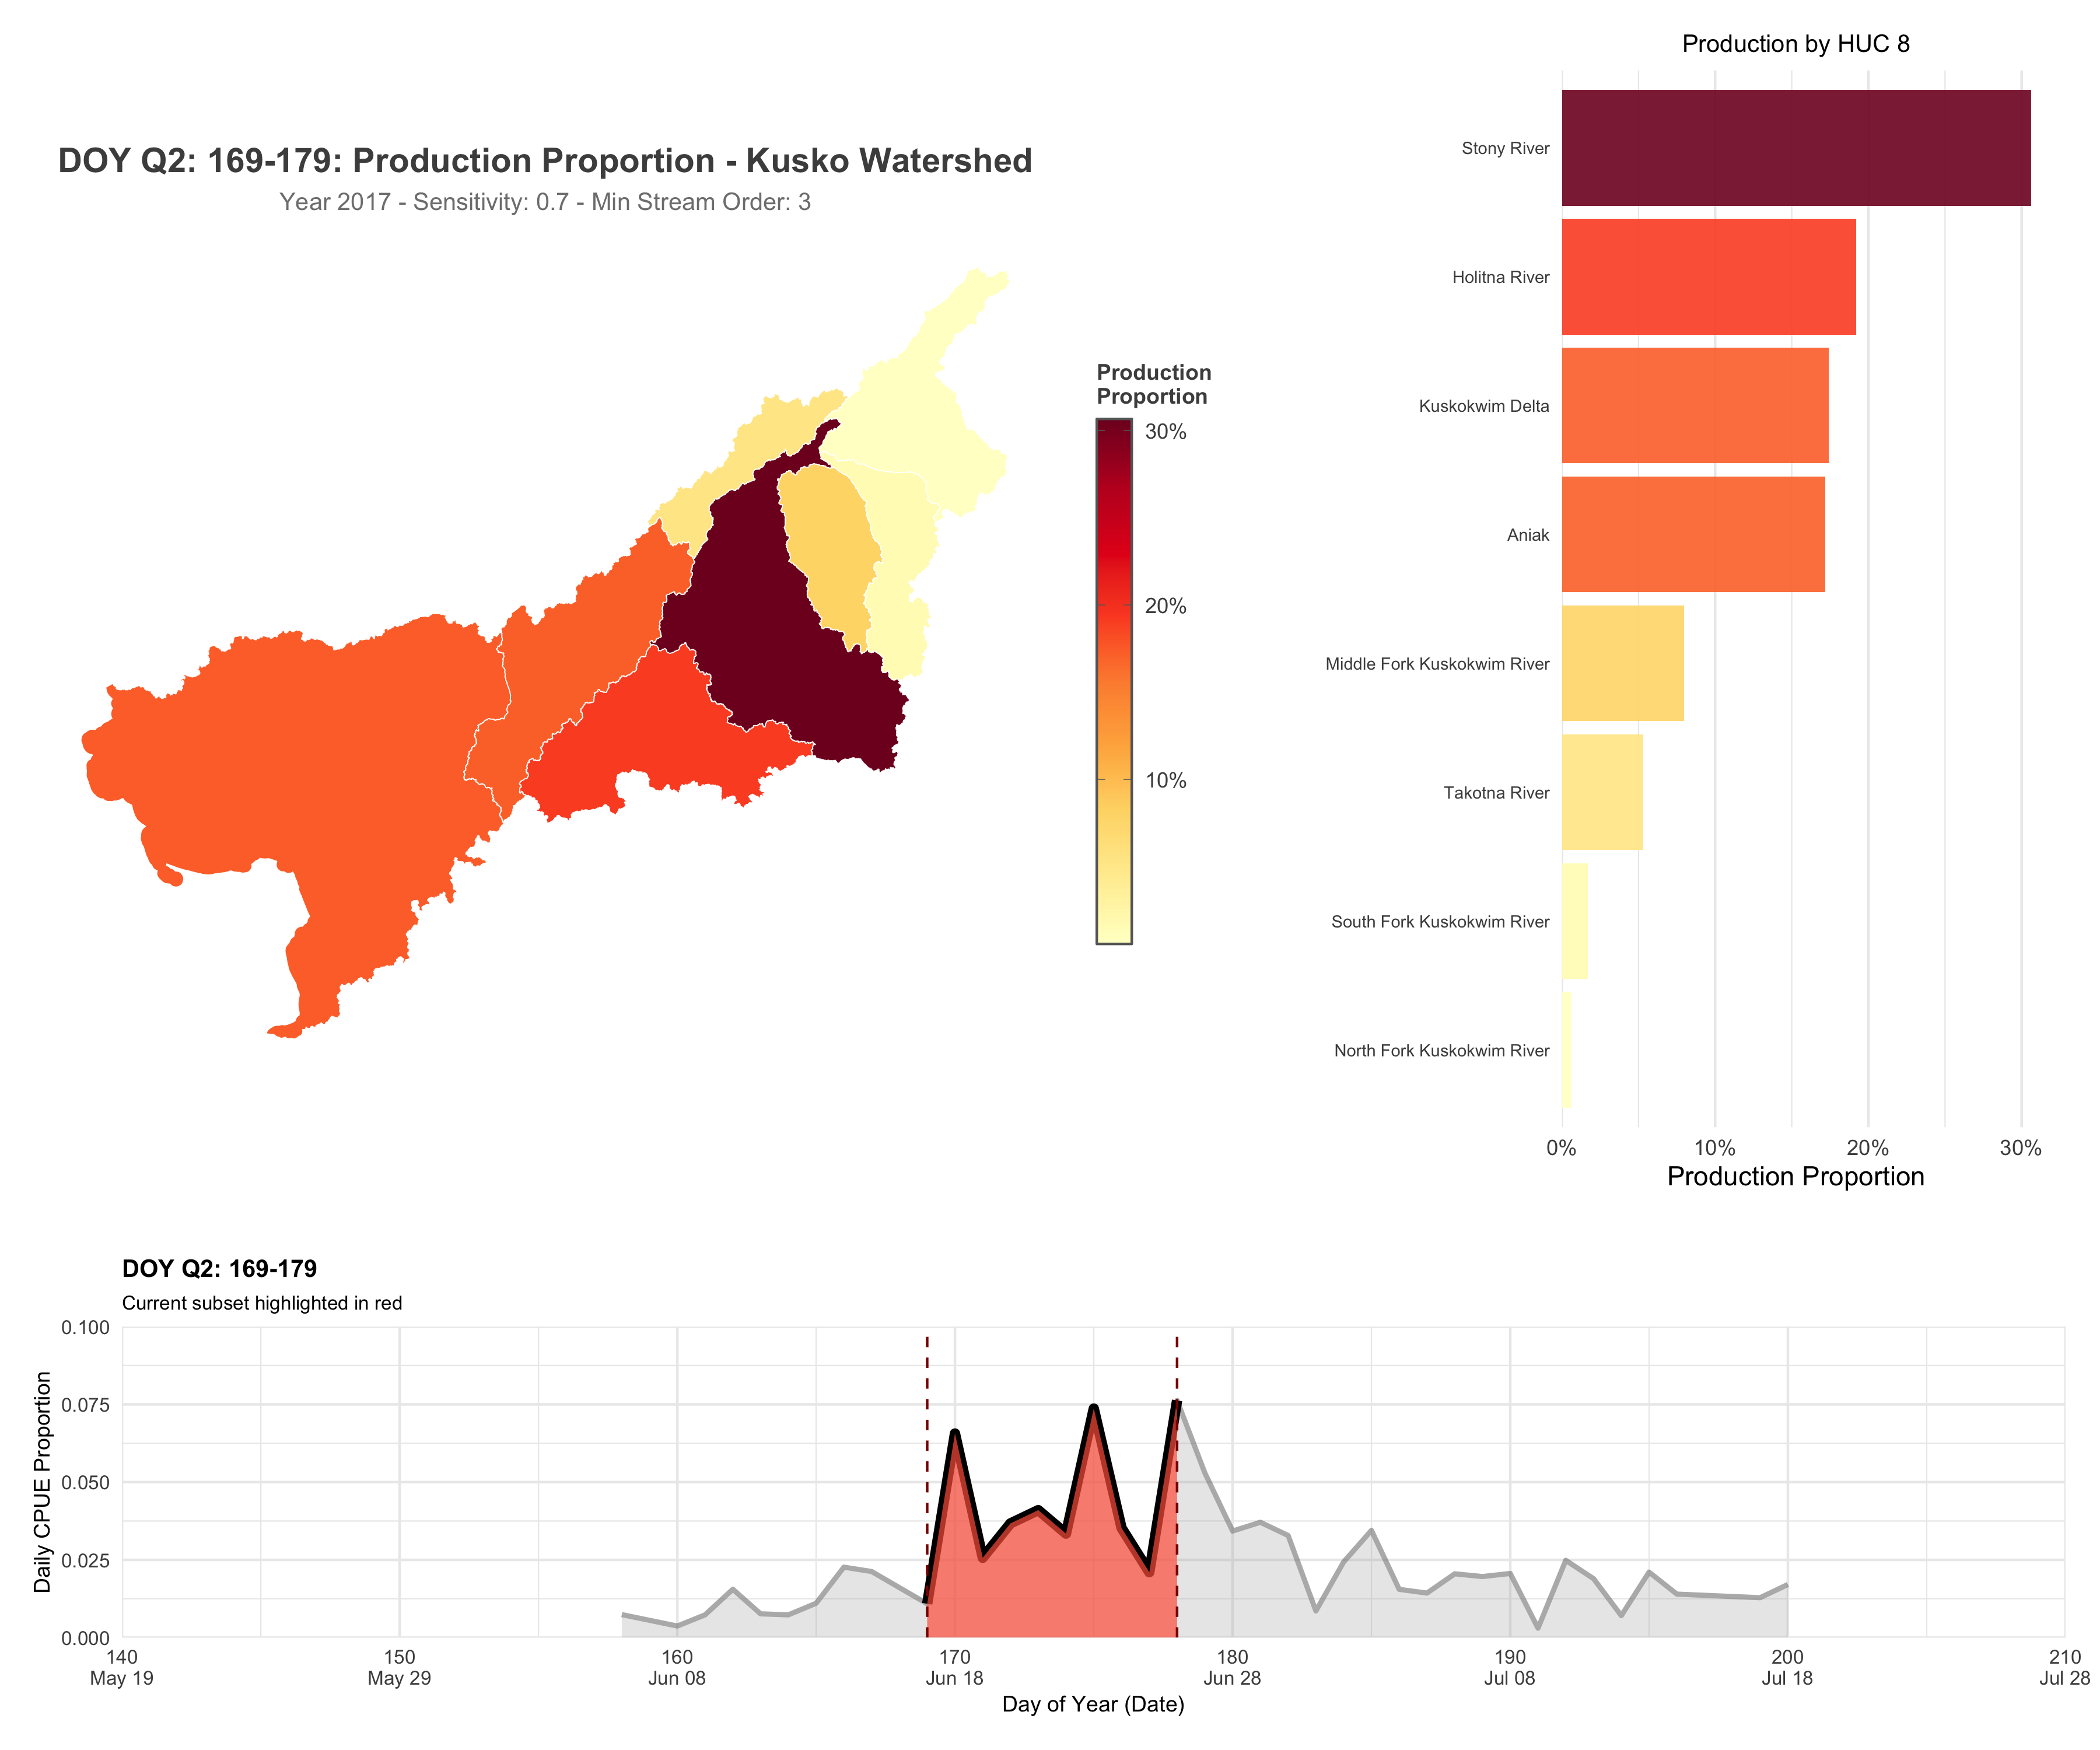 Production by HUC 8
DOY Q2: 169-179: Production Proportion - Kusko Watershed
Year 2017 - Sensitivity: 0.7 - Min Stream Order: 3
Production
Proportion
30%
20%
10%
Stony River
Holitna River
Kuskokwim Delta
Aniak
Middle Fork Kuskokwim River
Takotna River
South Fork Kuskokwim River
North Fork Kuskokwim River
0% 10% 20% 30%
Production Proportion
DOY Q2: 169-179
Current subset highlighted in red
Daily CPUE Proportion
0.100
0.075
0.050
0.025
0.000
140 150 160 170 180 190 200 210
May 19 May 29 Jun 08 Jun 18 Jun 28 Jul 08 Jul 18 Jul 28
Day of Year (Date)